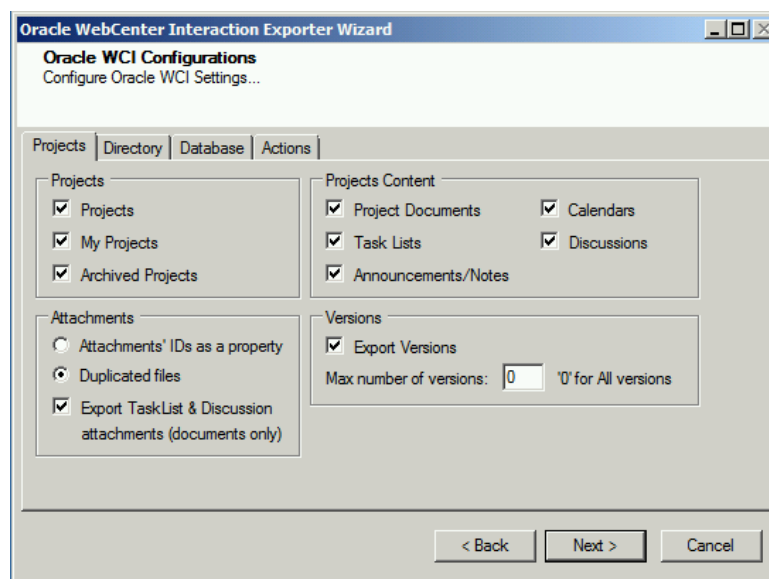 Oracle WebCenter Interaction Exporter Wizard
Oracle WCI Configurations
Configure Oracle WCI Settings...
Projects Directory Database Actions
Projects
Projects
My Projects
Archived Projects
Projects Content
Project Documents Calendars
Task Lists Discussions
Announcements/Notes
Attachments
Attachments' IDs as a property
Duplicated files
Export TaskList & Discussion
attachments (documents only)
Versions
Export Versions
Max number of versions: 0 '0' for All versions
< Back Next > Cancel